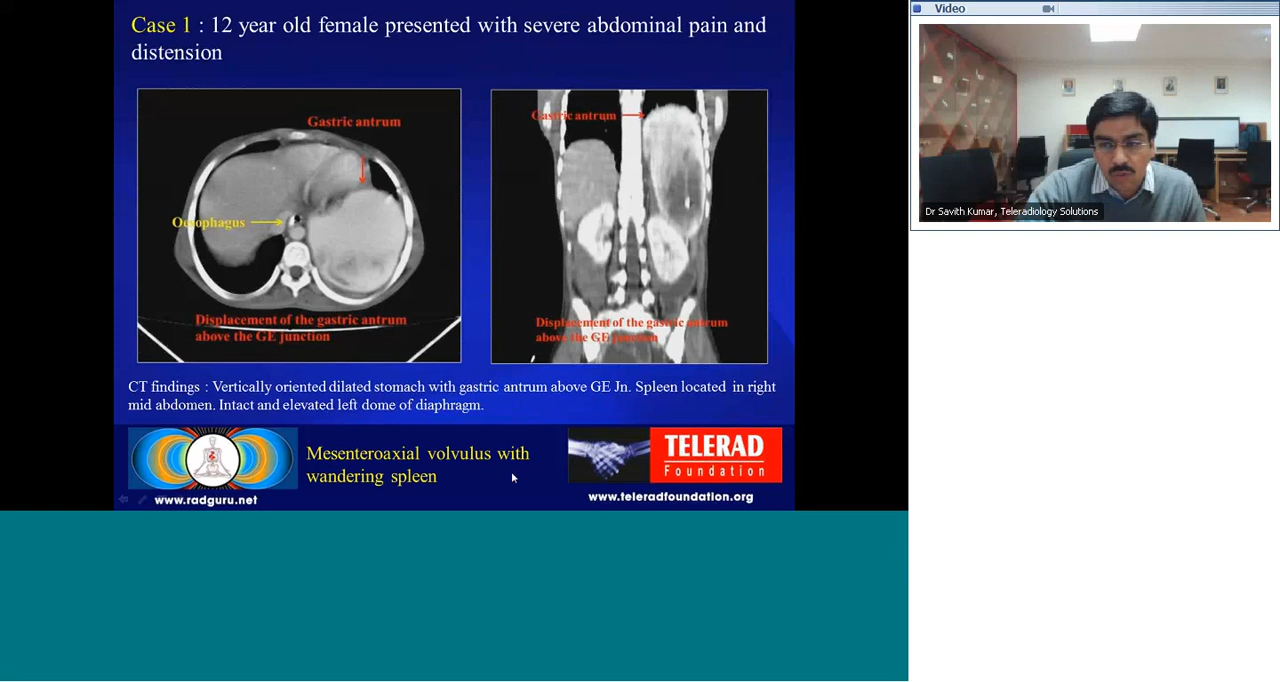 Case 1 : 12 year old female presented with severe abdominal pain and
distension
Gastric antrum
Oesophagus
Displacement of the gastric antrum
above the GE junction
Gastric antrum
Displacement of the gastric antrum
above the GE junction
CT findings : Vertically oriented dilated stomach with gastric antrum above GE Jn. Spleen located in right
mid abdomen. Intact and elevated left dome of diaphragm.
www.radguru.net
Mesenteroaxial volvulus with
wandering spleen
TELERAD
Foundation
www.teleradfoundation.org
Video
Dr Savith Kumar, Teleradiology Solutions